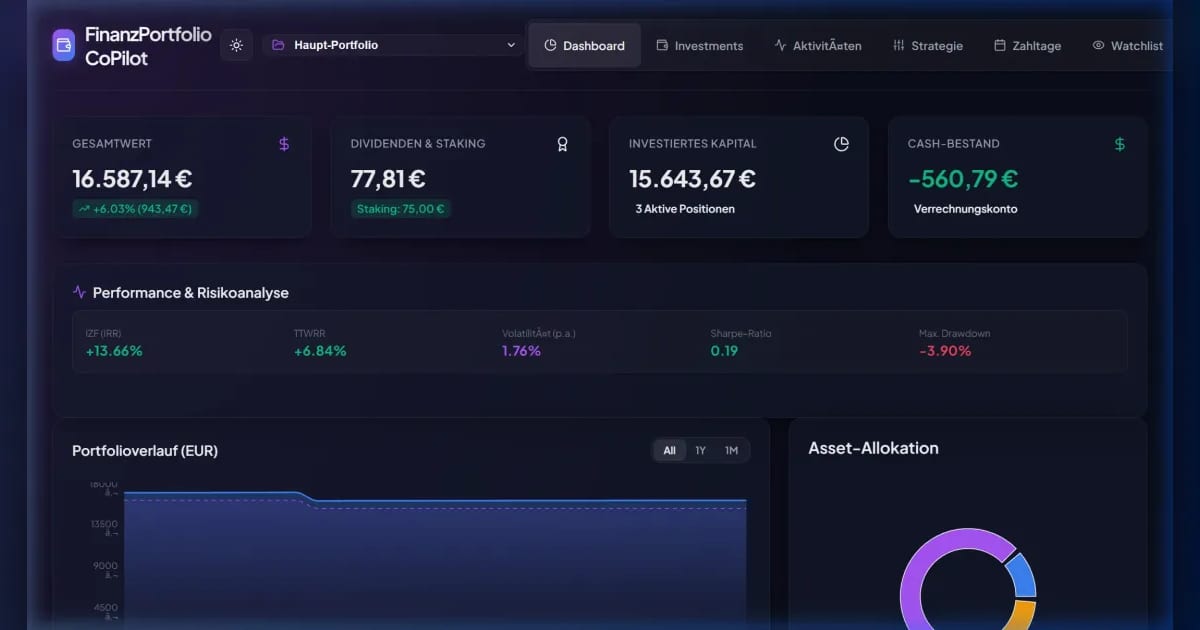 FinanzPortfolio
CoPilot
Haupt-Portfolio
Dashboard
Investments
AktivitÃ¤ten
Strategie
Zahltage
Watchlist
GESAMTWERT
16.587,14 €
+6.03% (943,47 €)
DIVIDENDEN & STAKING
77,81 €
Staking: 75,00 €
INVESTIERTES KAPITAL
15.643,67 €
3 Aktive Positionen
CASH-BESTAND
-560,79 €
Verrechnungskonto
Performance & Risikoanalyse
IZF (IRR)
+13.66%
TTWRR
+6.84%
VolatilitÃ¤t (p.a.)
1.76%
Sharpe-Ratio
0.19
Max. Drawdown
-3.90%
Portfolioverlauf (EUR)
All
1Y
1M
18000
â‚¬
13500
â‚¬
9000
â‚¬
4500
â‚¬
Asset-Allokation